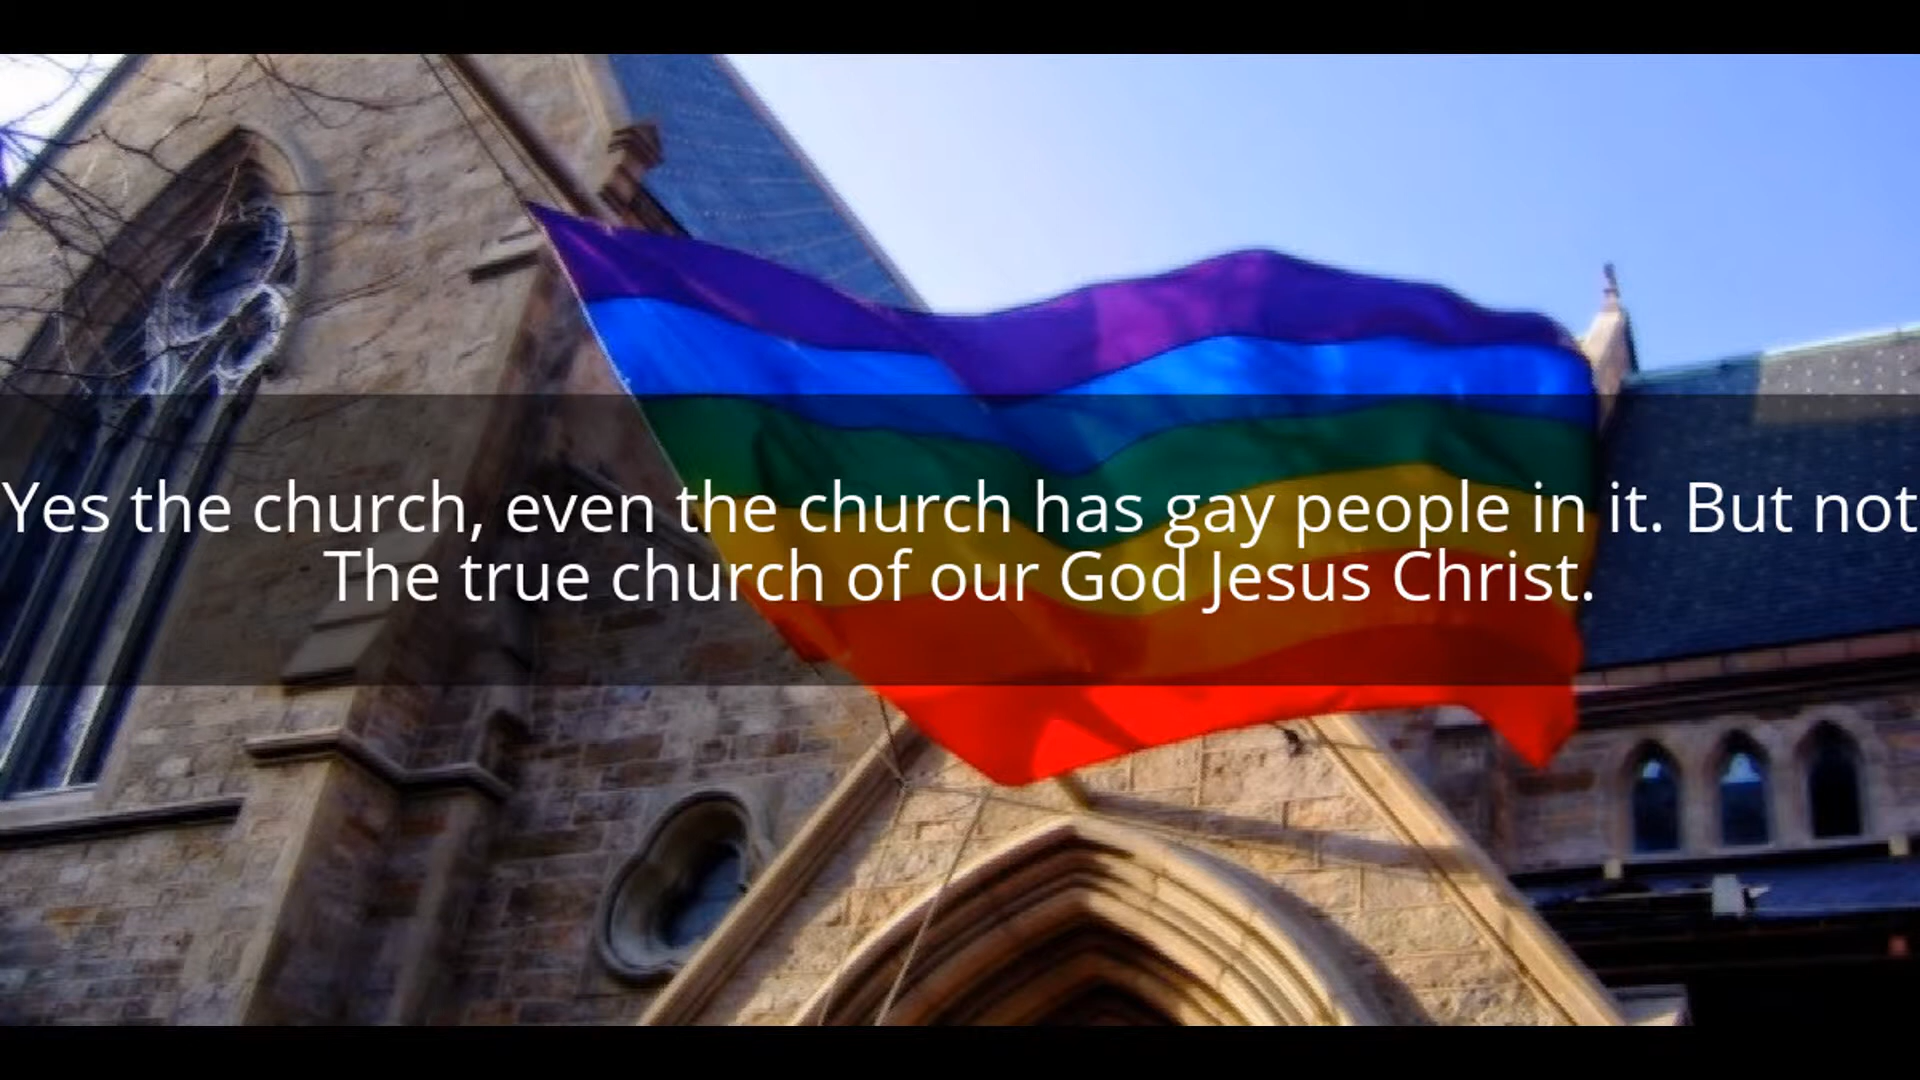 Yes the church, even the church has gay people in it. But not
The true church of our God Jesus Christ.